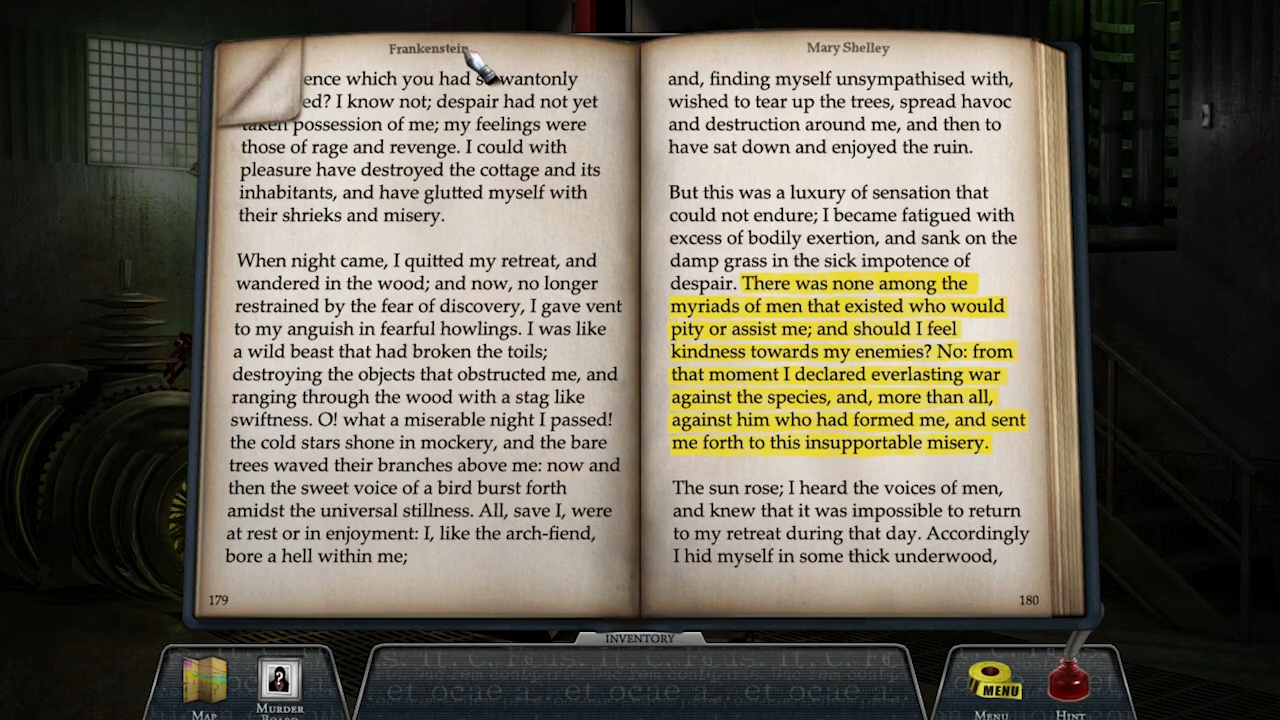 Frankenstein
ence which you had so wantonly
ed? I know not; despair had not yet
taken possession of me; my feelings were
those of rage and revenge. I could with
pleasure have destroyed the cottage and its
inhabitants, and have glutted myself with
their shrieks and misery.
When night came, I quitted my retreat, and
wandered in the wood; and now, no longer
restrained by the fear of discovery, I gave vent
to my anguish in fearful howlings. I was like
a wild beast that had broken the toils;
destroying the objects that obstructed me, and
ranging through the wood with a stag like
swiftness. O! what a miserable night I passed!
the cold stars shone in mockery, and the bare
trees waved their branches above me: now and
then the sweet voice of a bird burst forth
amidst the universal stillness. All, save I, were
at rest or in enjoyment: I, like the arch-fiend,
bore a hell within me;
179
Mary Shelley
and, finding myself unsympathised with,
wished to tear up the trees, spread havoc
and destruction around me, and then to
have sat down and enjoyed the ruin.
But this was a luxury of sensation that
could not endure; I became fatigued with
excess of bodily exertion, and sank on the
damp grass in the sick impotence of
despair. There was none among the
myriads of men that existed who would
pity or assist me; and should I feel
kindness towards my enemies? No: from
that moment I declared everlasting war
against the species, and, more than all,
against him who had formed me, and sent
me forth to this insupportable misery.
The sun rose; I heard the voices of men,
and knew that it was impossible to return
to my retreat during that day. Accordingly
I hid myself in some thick underwood,
180
INVENTORY
MAP
MURDER
BOARD
MENU
MENU
HINT